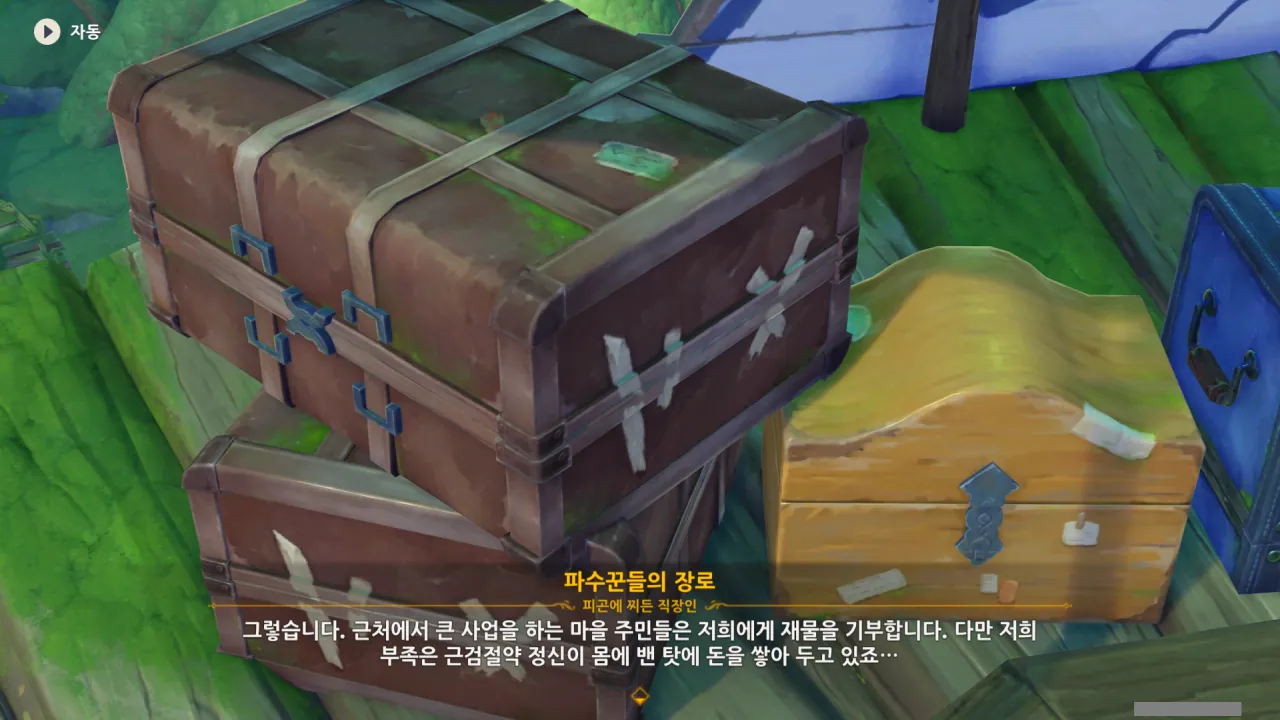 자동
파수꾼들의 장로
피곤에 찌든 직장인
그렇습니다. 근처에서 큰 사업을 하는 마을 주민들은 저희에게 재물을 기부합니다. 다만 저희
부족은 근검절약 정신이 몸에 밴 탓에 돈을 쌓아 두고 있죠…